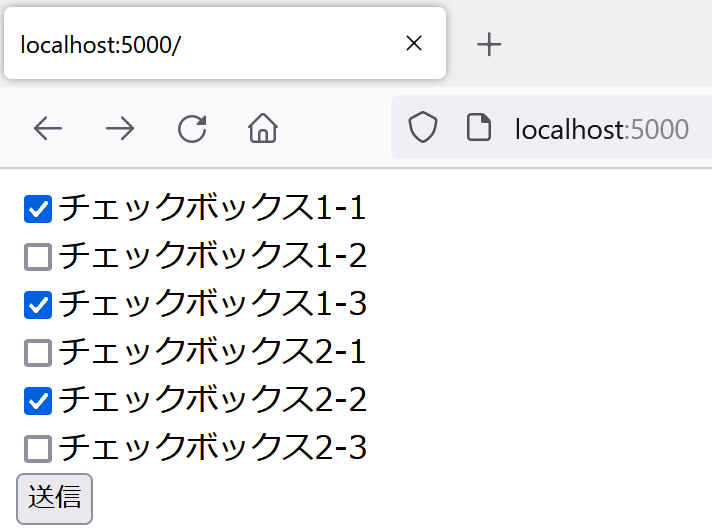 localhost:5000/
localhost:5000
チェックボックス1-1
チェックボックス1-2
チェックボックス1-3
チェックボックス2-1
チェックボックス2-2
チェックボックス2-3
送信